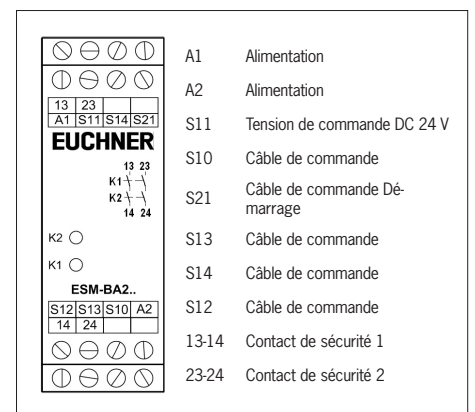 13 23
A1 S11 S14 S21
EUCHNER
13 23
K1
K2
14 24
K2
K1
ESM-BA2..
S12 S13 S10 A2
14 24
A1 Alimentation
A2 Alimentation
S11 Tension de commande DC 24 V
S10 Câble de commande
S21 Câble de commande Dé-
marrage
S13 Câble de commande
S14 Câble de commande
S12 Câble de commande
13-14 Contact de sécurité 1
23-24 Contact de sécurité 2